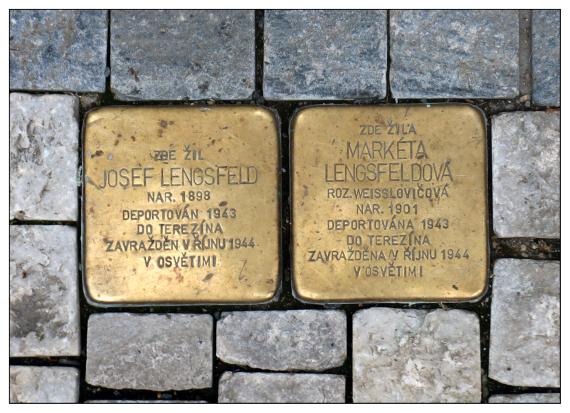 ZDE ŽIL
JOSEF LENGSFELD
NAR. 1898
DEPORTOVÁN 1943
DO TEREZÍNA
ZAVRAŽDĚN V ŘÍJNU 1944
V OSVĚTIMI
ZDE ŽILA
MARKÉTA
LENGSFELDOVÁ
ROZ. WEISSLOVIČOVÁ
NAR. 1901
DEPORTOVÁNA 1943
DO TEREZÍNA
ZAVRAŽDĚNA V ŘÍJNU 1944
V OSVĚTIMI